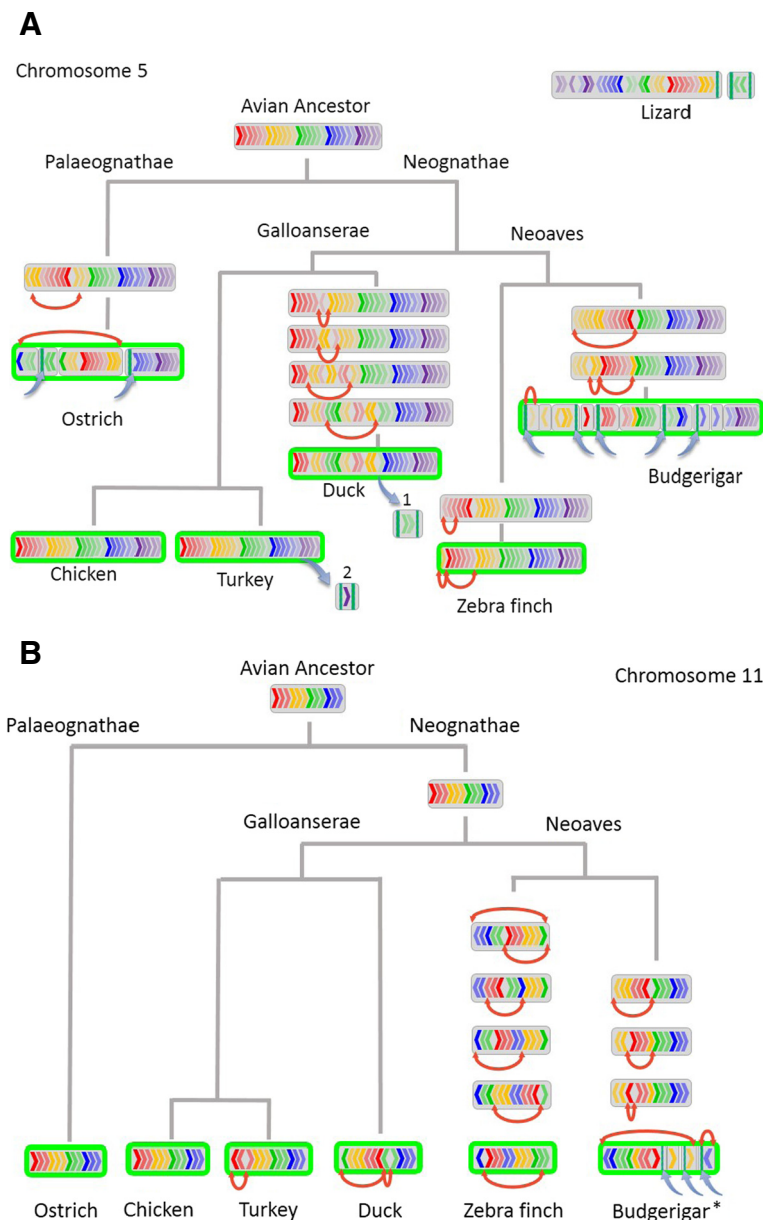 A
Chromosome 5
Lizard
Avian Ancestor
Palaeognathae
Neognathae
Galloanserae
Neoaves
Ostrich
Budgerigar
Duck
1
Chicken
Turkey
2
Zebra finch
B
Avian Ancestor
Chromosome 11
Palaeognathae
Neognathae
Galloanserae
Neoaves
Ostrich
Chicken
Turkey
Duck
Zebra finch
Budgerigar*